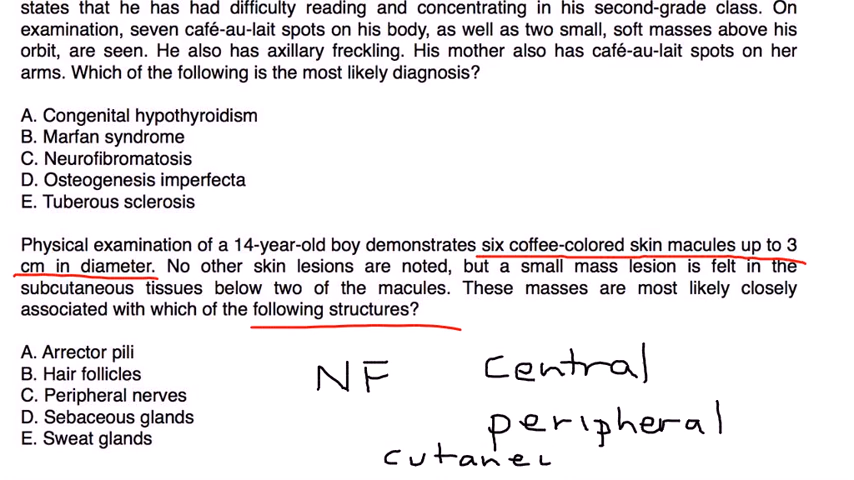 states that he has had difficulty reading and concentrating in his second-grade class. On
examination, seven café-au-lait spots on his body, as well as two small, soft masses above his
orbit, are seen. He also has axillary freckling. His mother also has café-au-lait spots on her
arms. Which of the following is the most likely diagnosis?
A. Congenital hypothyroidism
B. Marfan syndrome
C. Neurofibromatosis
D. Osteogenesis imperfecta
E. Tuberous sclerosis
Physical examination of a 14-year-old boy demonstrates six coffee-colored skin macules up to 3
cm in diameter. No other skin lesions are noted, but a small mass lesion is felt in the
subcutaneous tissues below two of the macules. These masses are most likely closely
associated with which of the following structures?
A. Arrector pili
B. Hair follicles
C. Peripheral nerves
D. Sebaceous glands
E. Sweat glands
NF central
peripheral
cutaneu